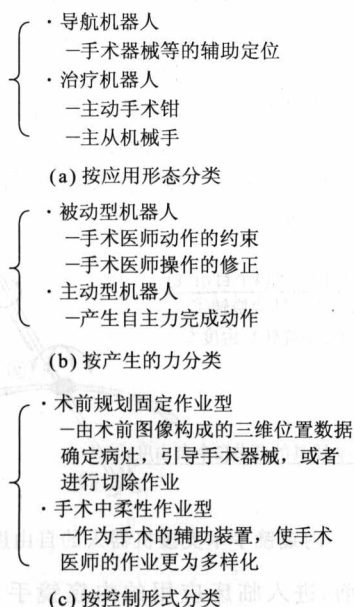 ·导航机器人
—手术器械等的辅助定位
·治疗机器人
—主动手术钳
—主从机械手
(a) 按应用形态分类
·被动型机器人
—手术医师动作的约束
—手术医师操作的修正
·主动型机器人
—产生自主力完成动作
(b) 按产生的力分类
·术前规划固定作业型
—由术前图像构成的三维位置数据
确定病灶，引导手术器械，或者
进行切除作业
·手术中柔性作业型
—作为手术的辅助装置，使手术
医师的作业更为多样化
(c) 按控制形式分类